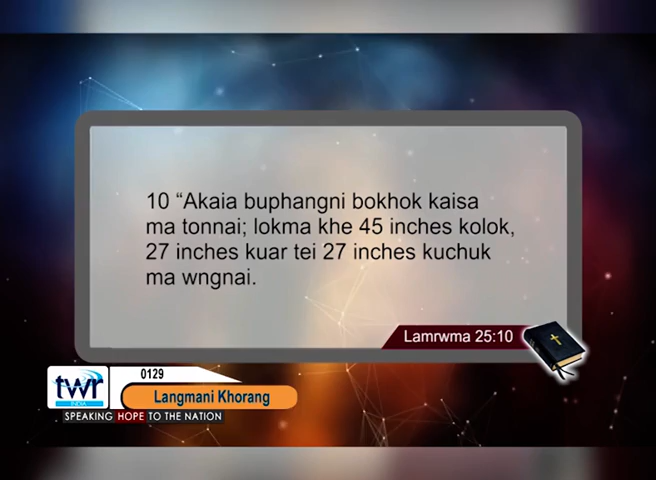 10 “Akaia buphangni bokhok kaisa
ma tonnai; lokma khe 45 inches kolok,
27 inches kuar tei 27 inches kuchuk
ma wngnai.
Lamrwma 25:10
twr
INDIA
0129
Langmani Khorang
SPEAKING HOPE TO THE NATION